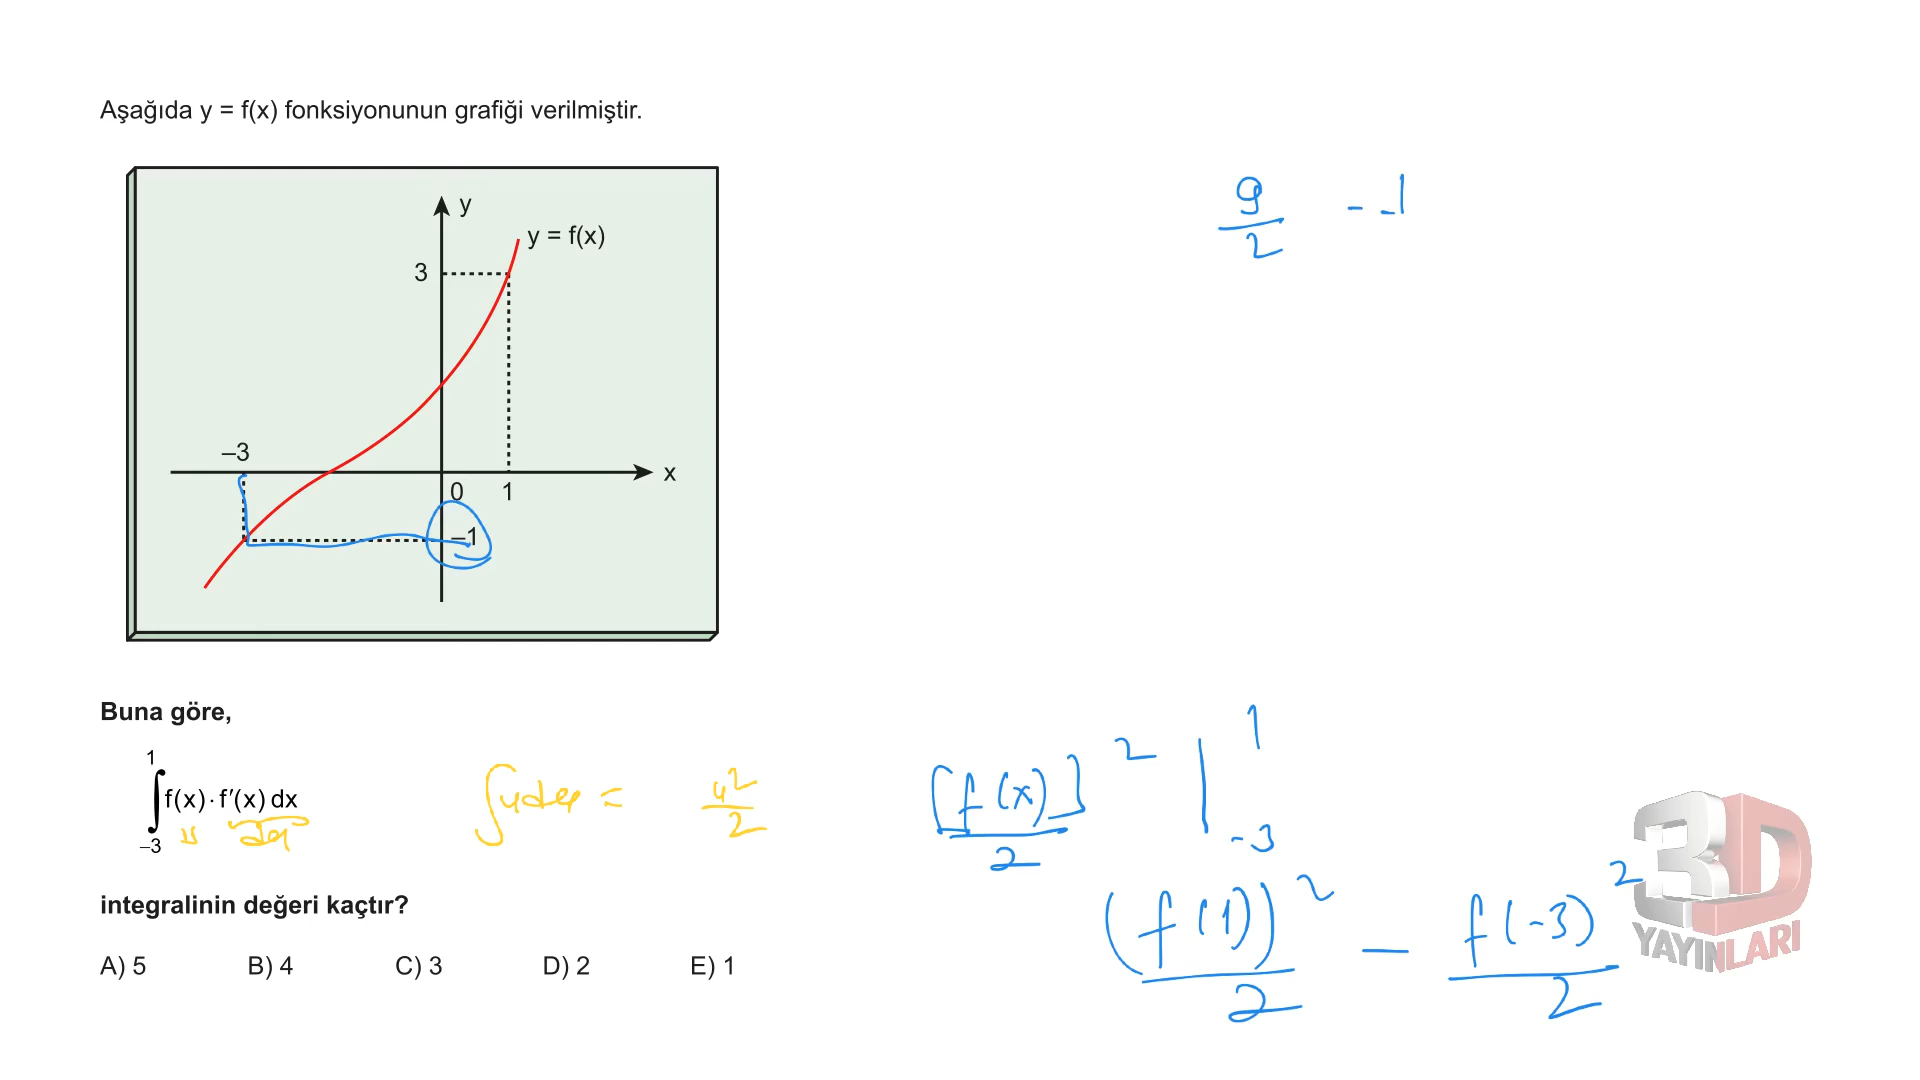 Aşağıda y = f(x) fonksiyonunun grafiği verilmiştir.
y
y = f(x)
3
–3
x
0 1
–1
9/2 - -1
Buna göre,
1
∫ f(x)·f′(x) dx
–3
u du
∫u du = u²/2
[f(x)]²/2 | 1 -3
(f(1))²/2 — f(-3)²/2
integralinin değeri kaçtır?
A) 5 B) 4 C) 3 D) 2 E) 1
3D
YAYINLARI